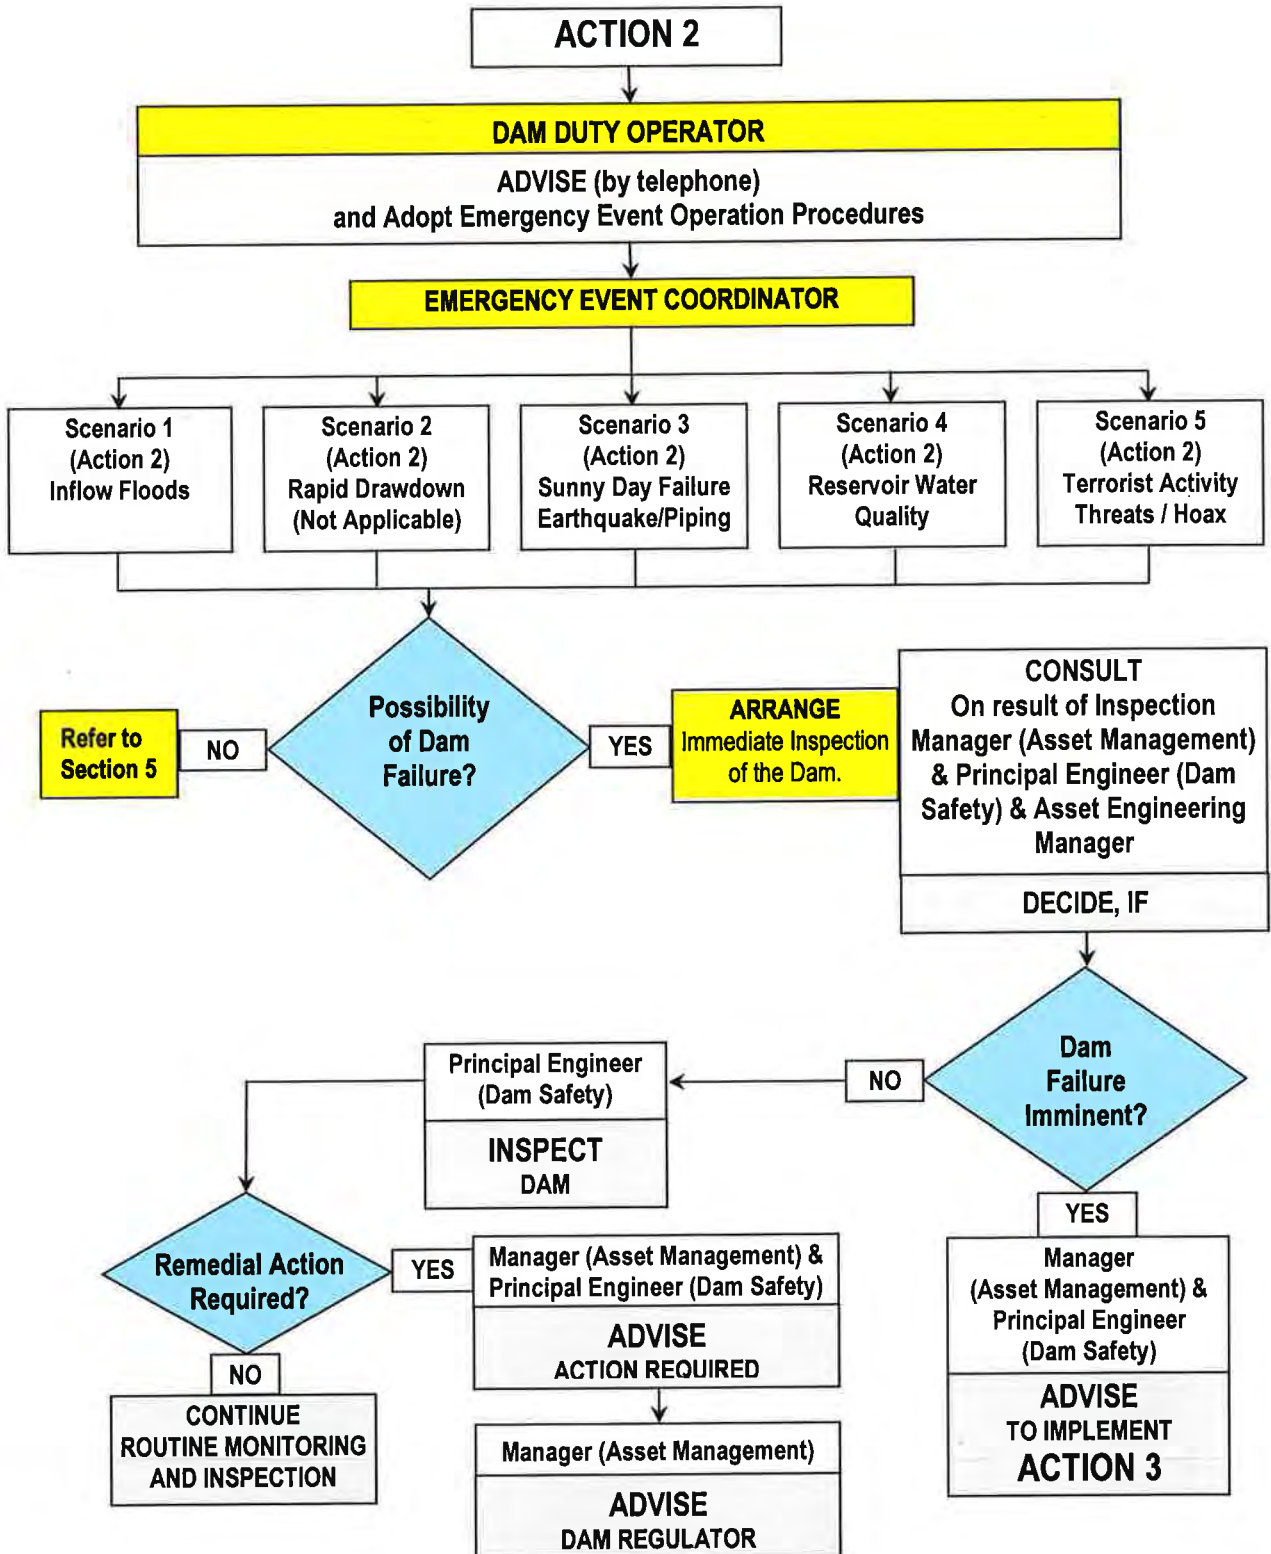 ACTION 2
DAM DUTY OPERATOR
ADVISE (by telephone)
and Adopt Emergency Event Operation Procedures
EMERGENCY EVENT COORDINATOR
Scenario 1
(Action 2)
Inflow Floods
Scenario 2
(Action 2)
Rapid Drawdown
(Not Applicable)
Scenario 3
(Action 2)
Sunny Day Failure
Earthquake/Piping
Scenario 4
(Action 2)
Reservoir Water
Quality
Scenario 5
(Action 2)
Terrorist Activity
Threats / Hoax
Refer to
Section 5
NO
Possibility
of Dam
Failure?
YES
ARRANGE
Immediate Inspection
of the Dam.
CONSULT
On result of Inspection
Manager (Asset Management)
& Principal Engineer (Dam
Safety) & Asset Engineering
Manager
DECIDE, IF
Dam
Failure
Imminent?
NO
Principal Engineer
(Dam Safety)
INSPECT
DAM
YES
Manager
(Asset Management) &
Principal Engineer
(Dam Safety)
ADVISE
TO IMPLEMENT
ACTION 3
Remedial Action
Required?
YES
Manager (Asset Management) &
Principal Engineer (Dam Safety)
ADVISE
ACTION REQUIRED
NO
CONTINUE
ROUTINE MONITORING
AND INSPECTION
Manager (Asset Management)
ADVISE
DAM REGULATOR